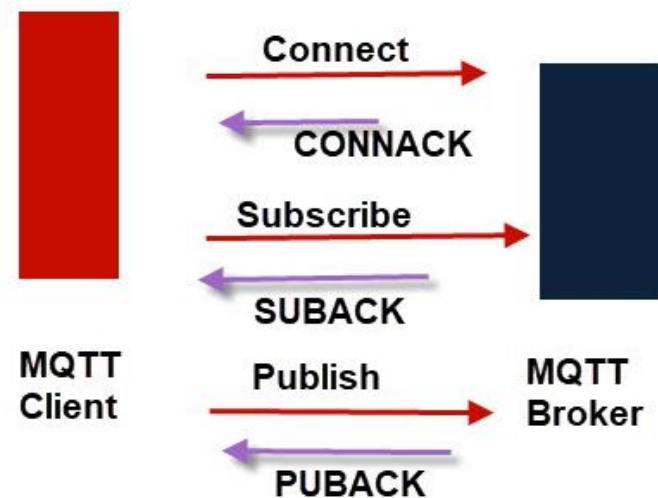 Connect
CONNACK
Subscribe
SUBACK
MQTT
Client
Publish
PUBACK
MQTT
Broker